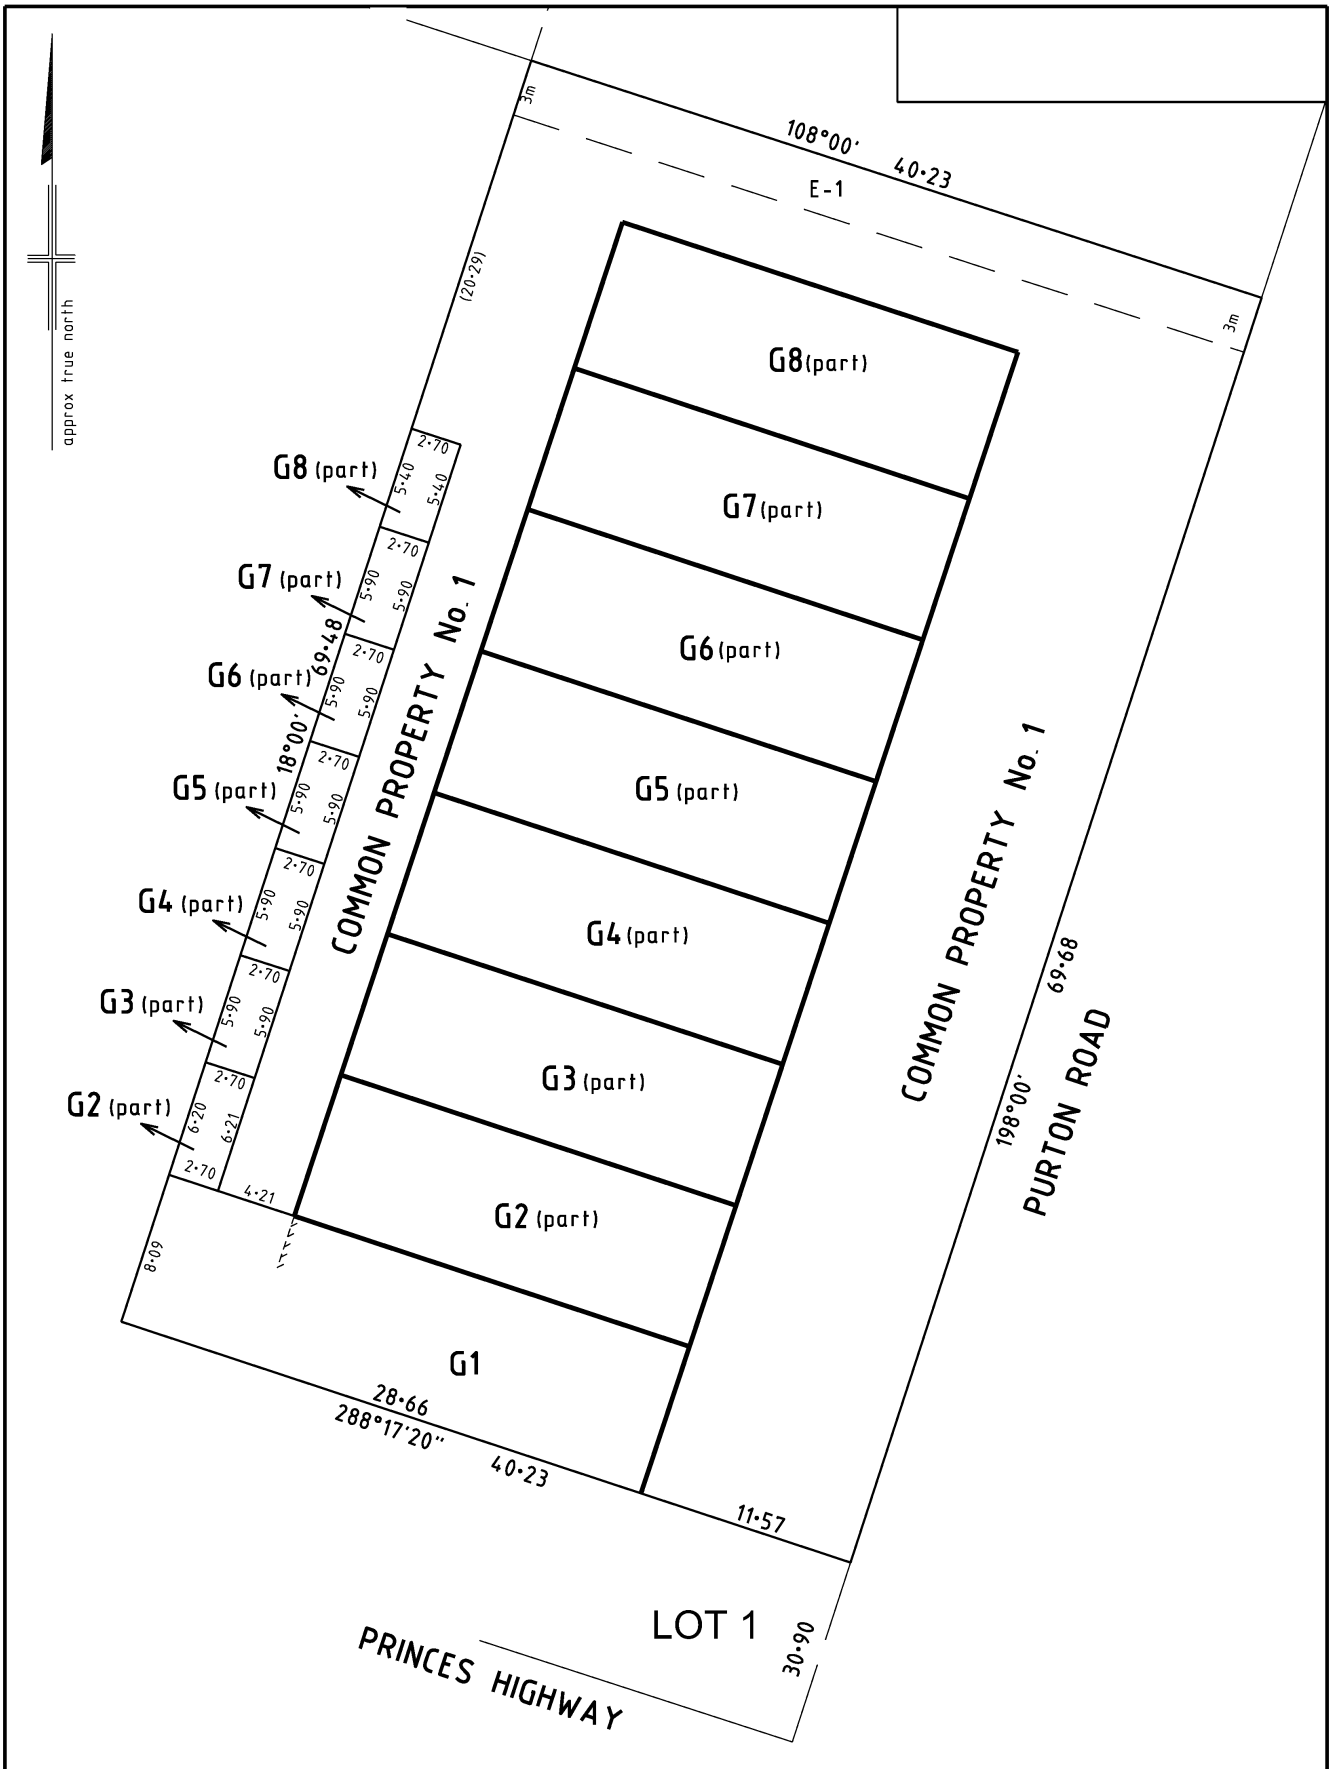 3m
108°00'
40·23
E-1
(20·29)
3m
approx true north
G8 (part)
2·70
G8 (part)
5·40
5·40
2·70
G7 (part)
G7 (part)
5·90
5·90
COMMON PROPERTY No. 1
69·48
2·70
G6 (part)
G6 (part)
5·90
5·90
18°00'
2·70
G5 (part)
G5 (part)
5·90
5·90
COMMON PROPERTY No. 1
2·70
G4 (part)
5·90
5·90
G4 (part)
69·68
2·70
G3 (part)
5·90
5·90
PURTON ROAD
2·70
G3 (part)
198°00'
G2 (part)
6·20
6·21
2·70
4·21
G2 (part)
8·09
G1
28·66
288°17'20"
40·23
11·57
LOT 1
30·90
PRINCES HIGHWAY